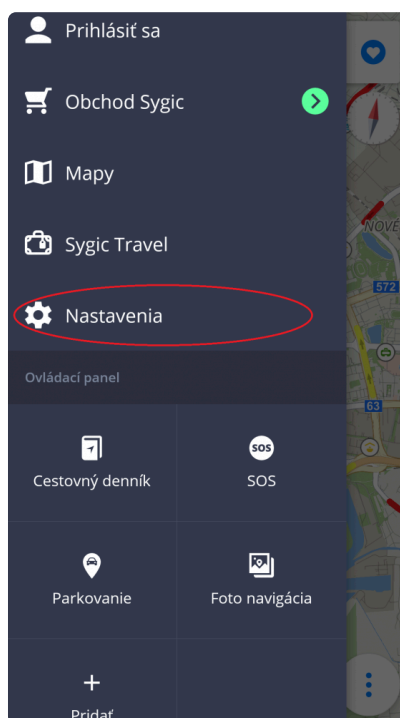 Prihlásiť sa
Obchod Sygic
Mapy
Sygic Travel
Nastavenia
Ovládací panel
Cestovný denník
SOS
SOS
Parkovanie
Foto navigácia
Pridať
NOVÉ
572
63